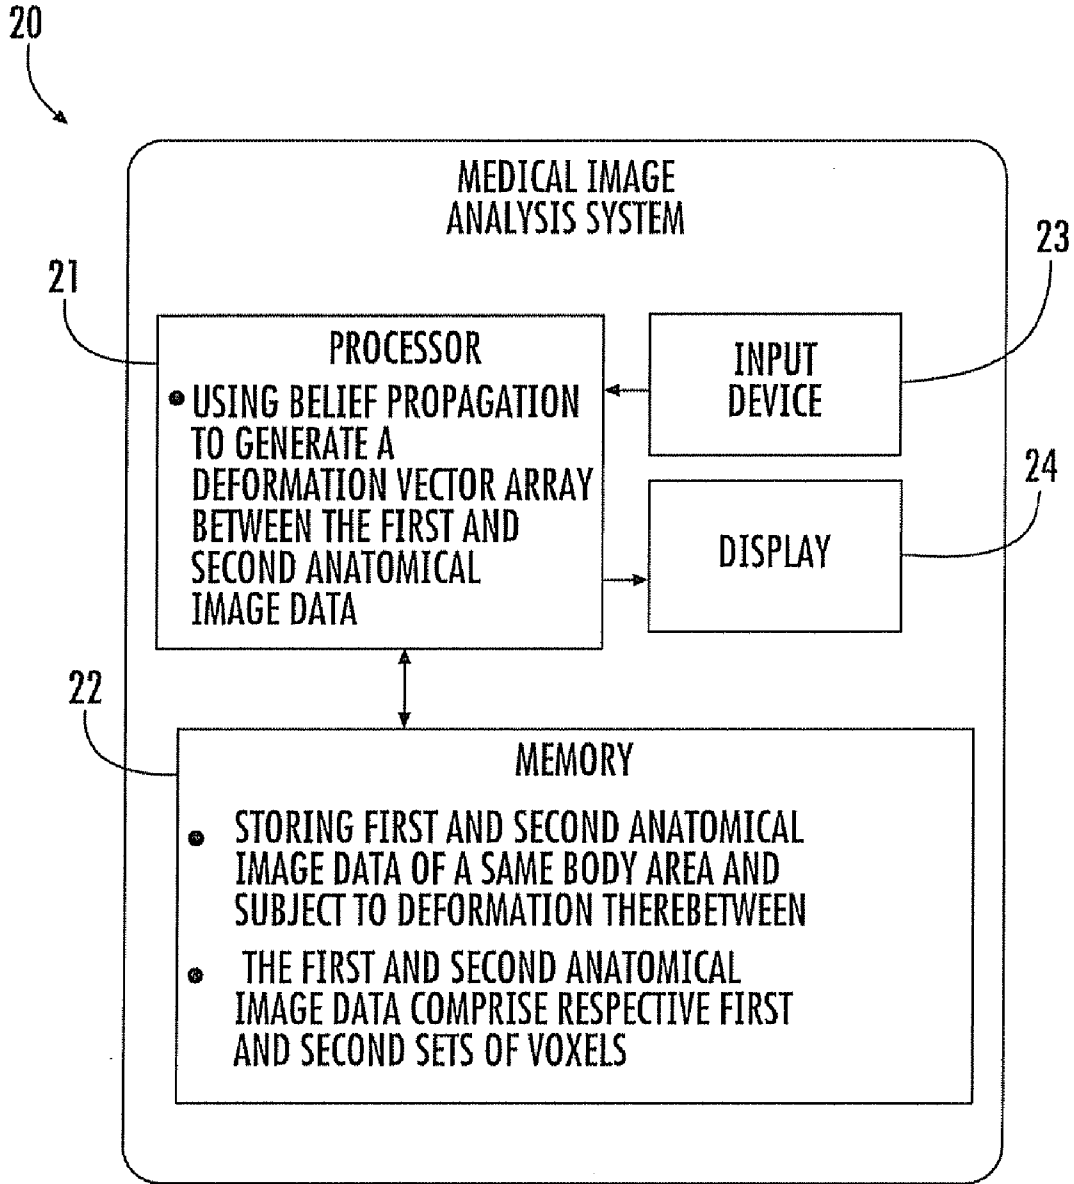 20
MEDICAL IMAGE
ANALYSIS SYSTEM
21
23
PROCESSOR
• USING BELIEF PROPAGATION
TO GENERATE A
DEFORMATION VECTOR ARRAY
BETWEEN THE FIRST AND
SECOND ANATOMICAL
IMAGE DATA
INPUT
DEVICE
24
DISPLAY
22
MEMORY
• STORING FIRST AND SECOND ANATOMICAL
IMAGE DATA OF A SAME BODY AREA AND
SUBJECT TO DEFORMATION THEREBETWEEN
• THE FIRST AND SECOND ANATOMICAL
IMAGE DATA COMPRISE RESPECTIVE FIRST
AND SECOND SETS OF VOXELS